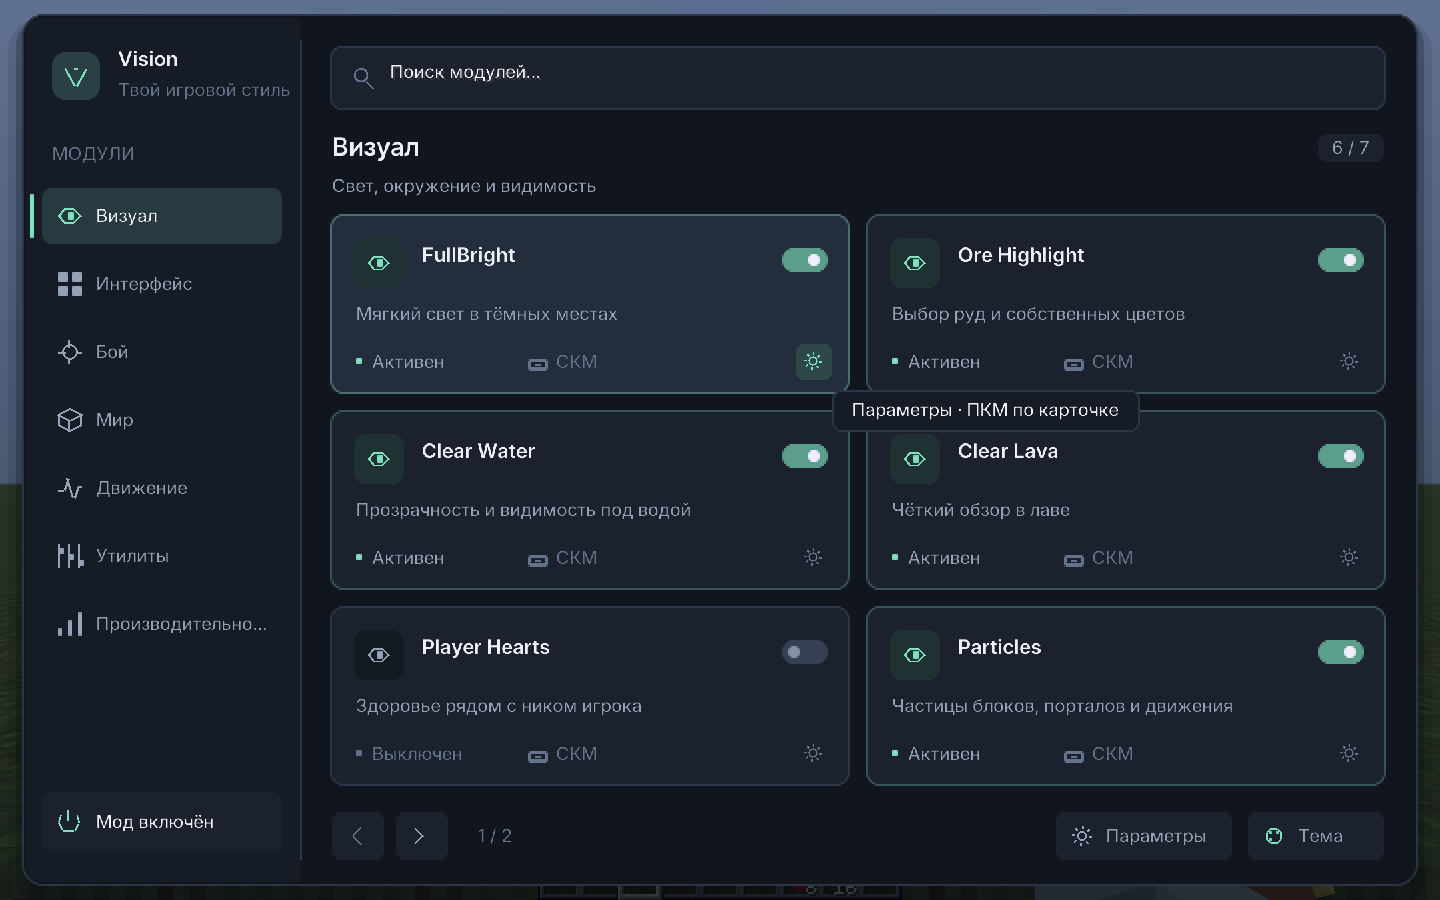 Vision
Твой игровой стиль
МОДУЛИ
Визуал
Интерфейс
Бой
Мир
Движение
Утилиты
Производительно...
Мод включён
Поиск модулей...
Визуал
6 / 7
Свет, окружение и видимость
FullBright
Мягкий свет в тёмных местах
Активен
СКМ
Ore Highlight
Выбор руд и собственных цветов
Активен
СКМ
Параметры · ПКМ по карточке
Clear Water
Прозрачность и видимость под водой
Активен
СКМ
Clear Lava
Чёткий обзор в лаве
Активен
СКМ
Player Hearts
Здоровье рядом с ником игрока
Выключен
СКМ
Particles
Частицы блоков, порталов и движения
Активен
СКМ
1 / 2
Параметры
Тема